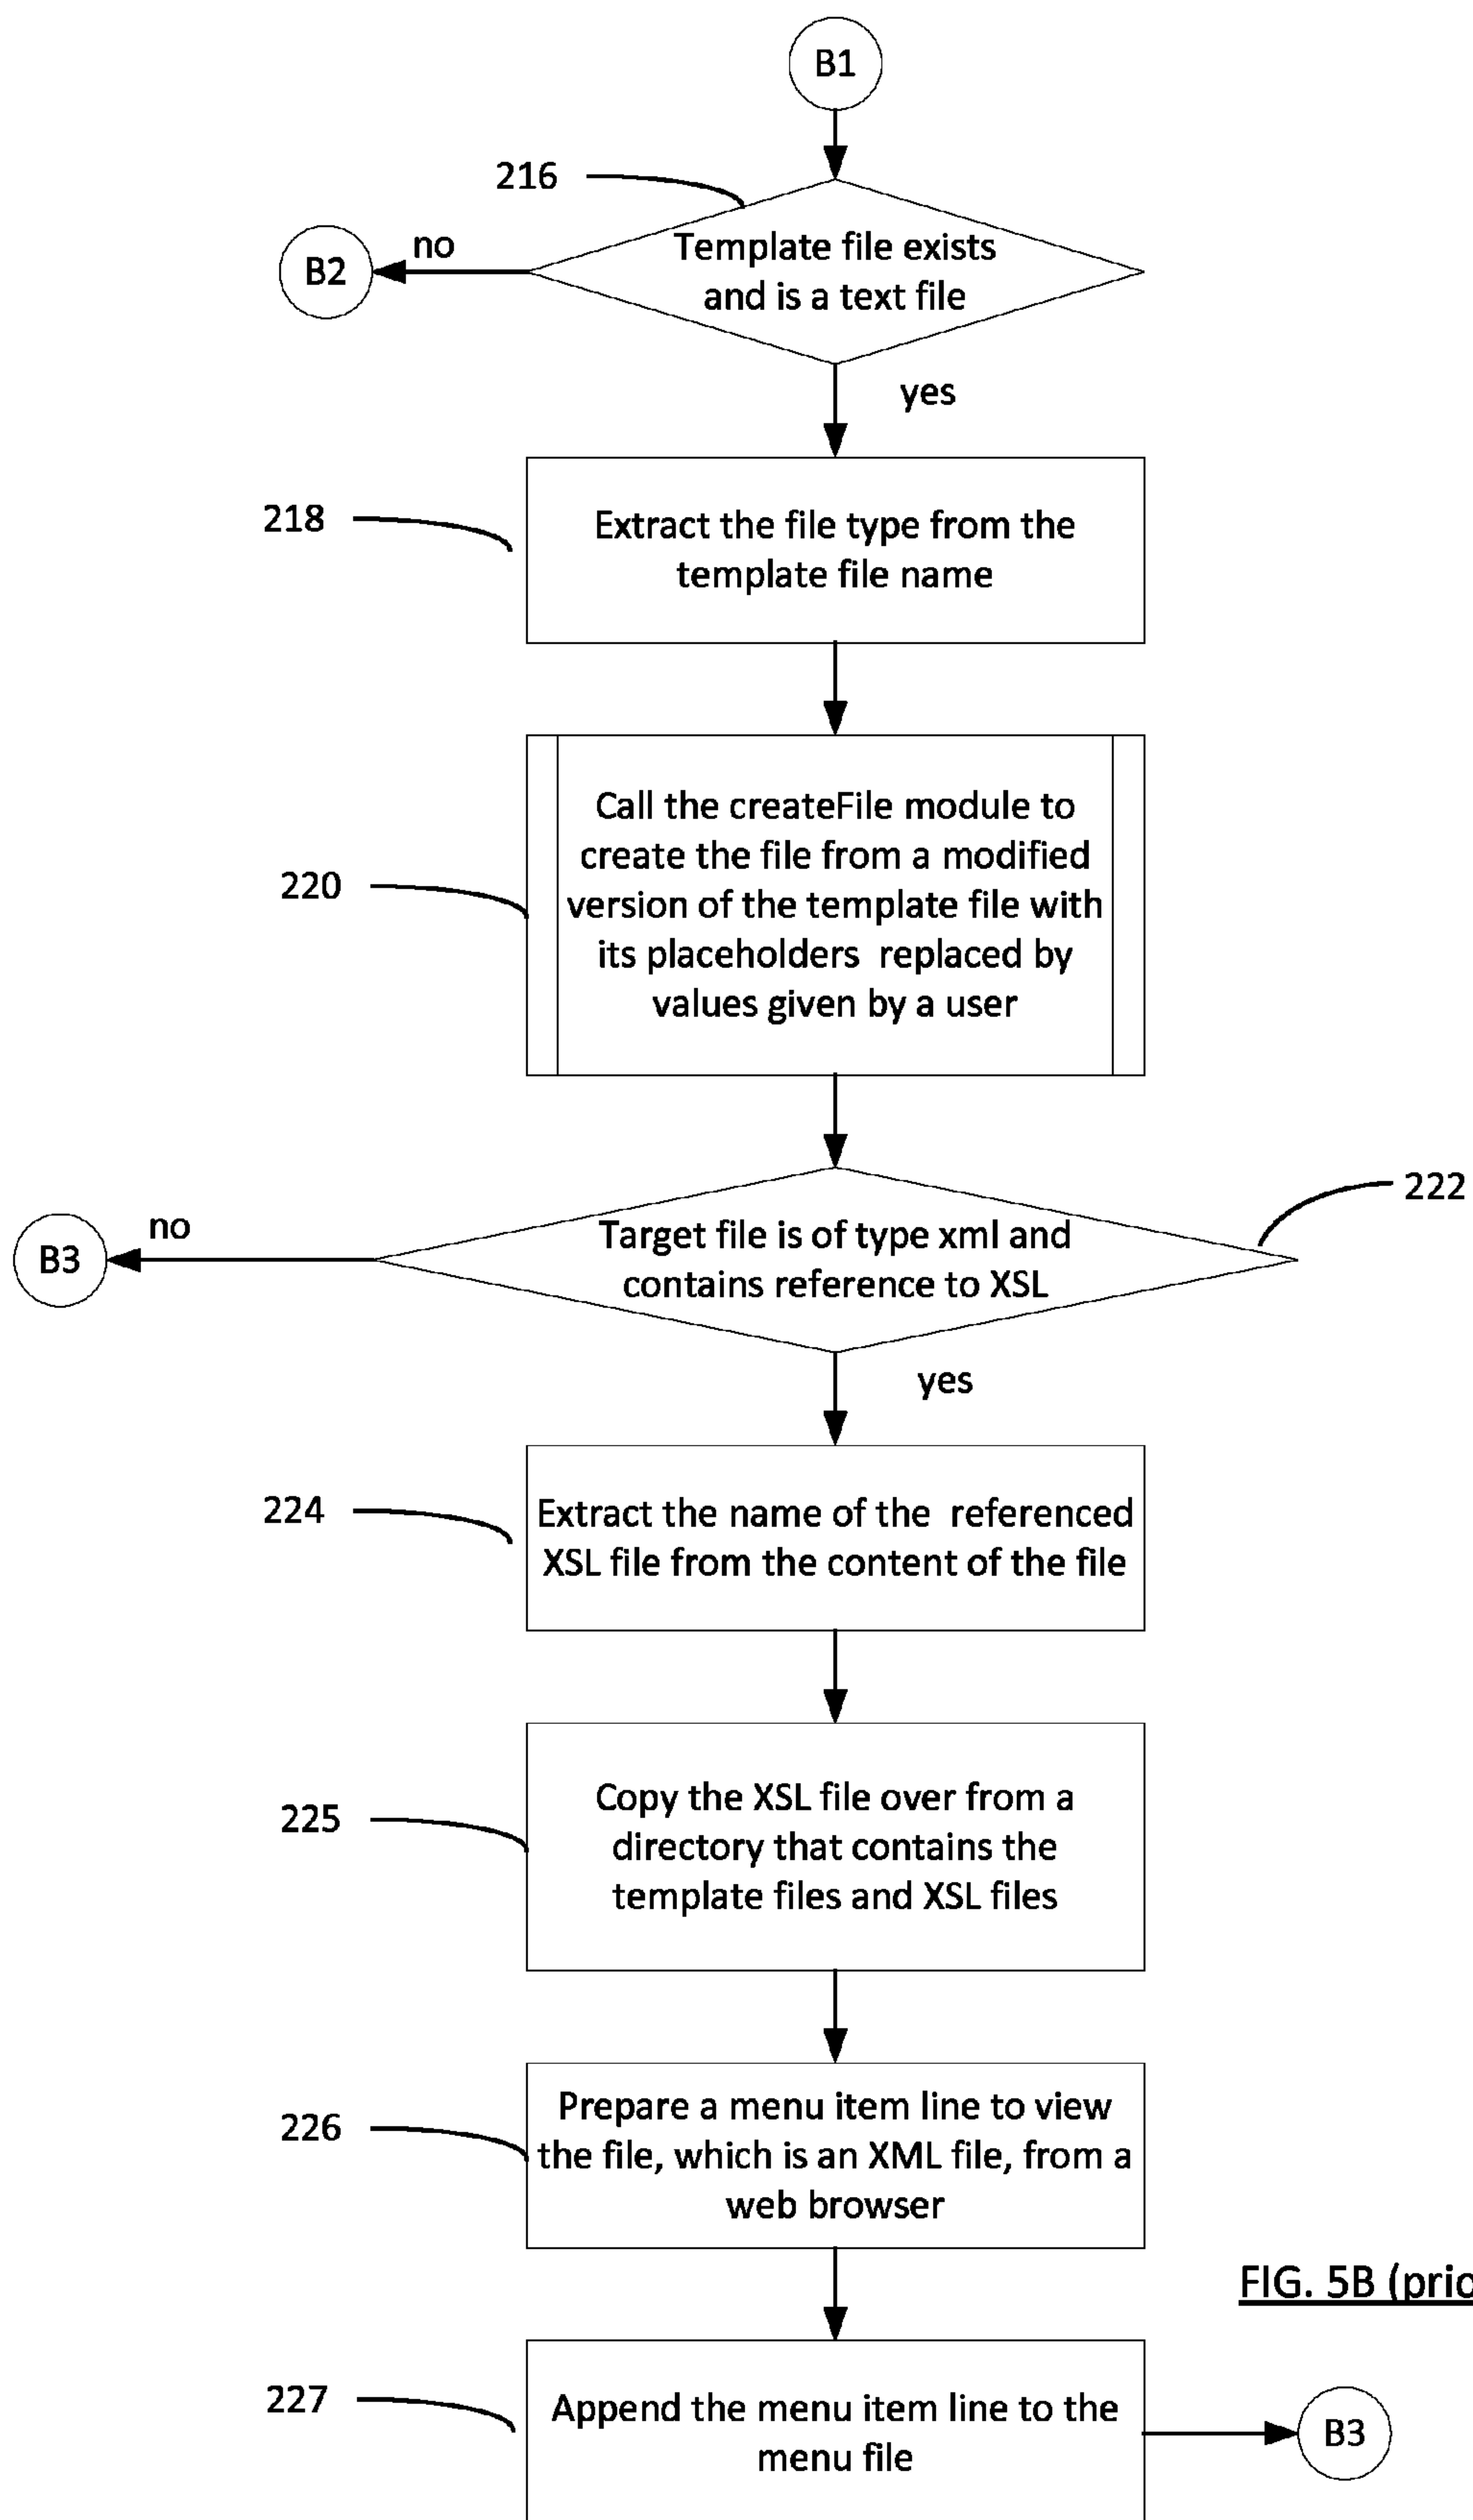 B1
216
Template file exists
and is a text file
no
B2
yes
218
Extract the file type from the
template file name
220
Call the createFile module to
create the file from a modified
version of the template file with
its placeholders replaced by
values given by a user
222
Target file is of type xml and
contains reference to XSL
no
B3
yes
224
Extract the name of the referenced
XSL file from the content of the file
225
Copy the XSL file over from a
directory that contains the
template files and XSL files
226
Prepare a menu item line to view
the file, which is an XML file, from a
web browser
FIG. 5B
227
Append the menu item line to the
menu file
B3